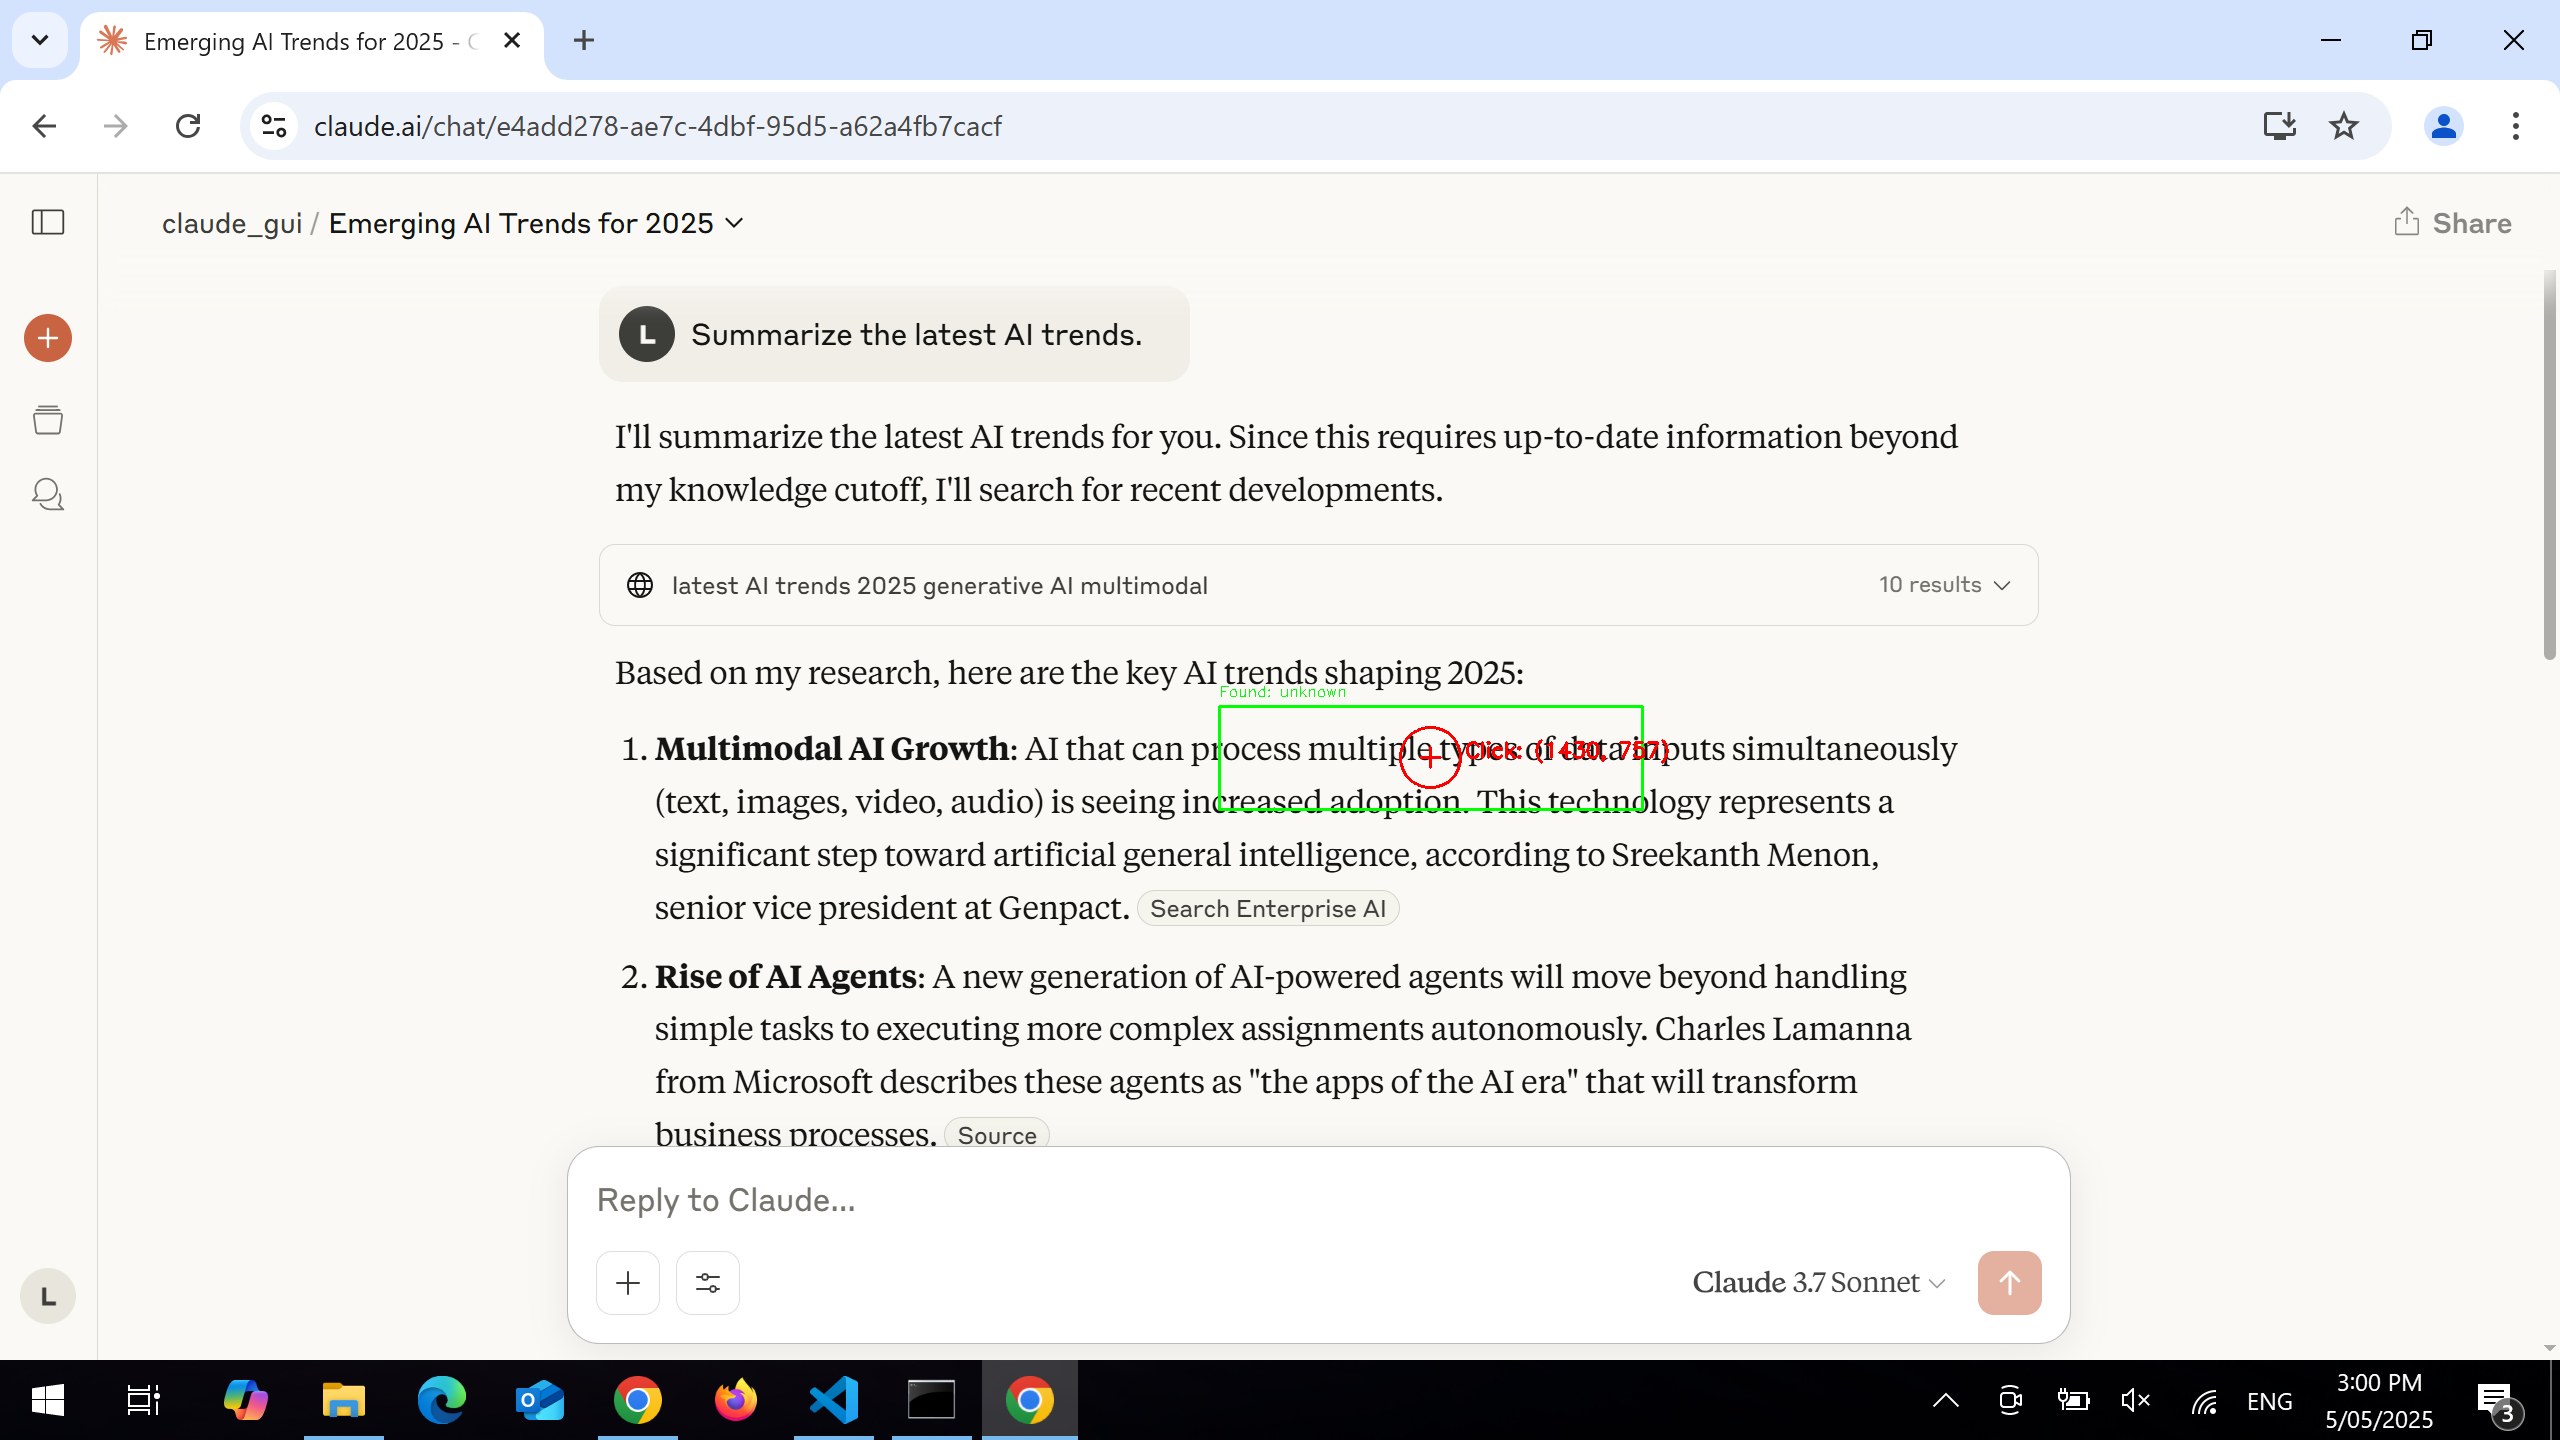 Emerging AI Trends for 2025 - C
claude.ai/chat/e4add278-ae7c-4dbf-95d5-a62a4fb7cacf
claude_gui / Emerging AI Trends for 2025
Share
L
Summarize the latest AI trends.
I'll summarize the latest AI trends for you. Since this requires up-to-date information beyond
my knowledge cutoff, I'll search for recent developments.
latest AI trends 2025 generative AI multimodal
10 results
Based on my research, here are the key AI trends shaping 2025:
Found: unknown
1. Multimodal AI Growth: AI that can process multiple types of data inputs simultaneously
Click: (1430, 757)
(text, images, video, audio) is seeing increased adoption. This technology represents a
significant step toward artificial general intelligence, according to Sreekanth Menon,
senior vice president at Genpact. Search Enterprise AI
2. Rise of AI Agents: A new generation of AI-powered agents will move beyond handling
simple tasks to executing more complex assignments autonomously. Charles Lamanna
from Microsoft describes these agents as "the apps of the AI era" that will transform
business processes. Source
Reply to Claude...
Claude 3.7 Sonnet
L
ENG
3:00 PM
5/05/2025
3